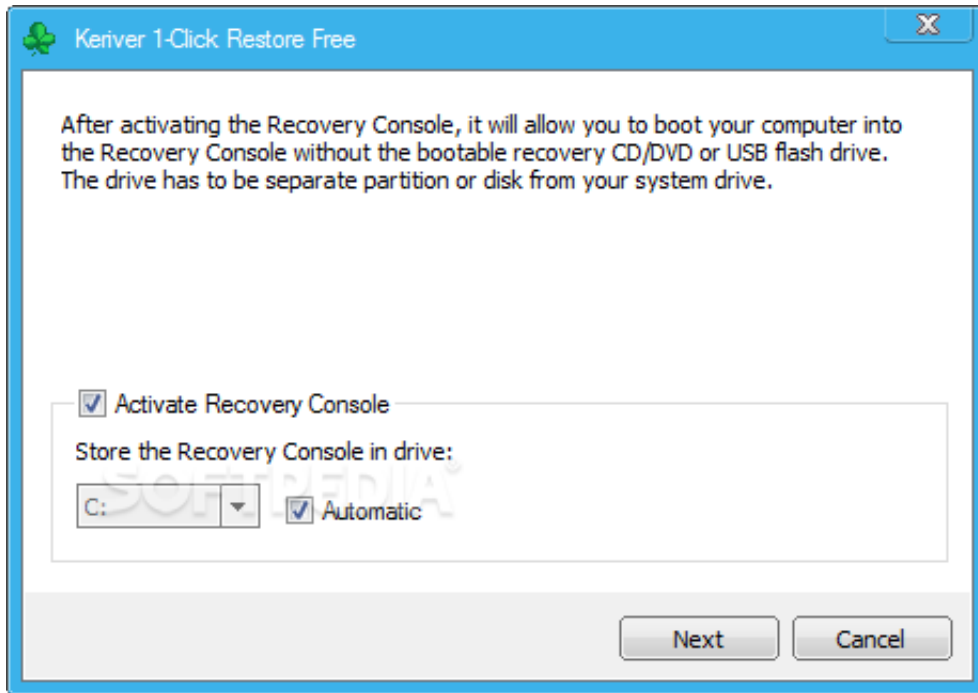 Keriver 1-Click Restore Free
After activating the Recovery Console, it will allow you to boot your computer into
the Recovery Console without the bootable recovery CD/DVD or USB flash drive.
The drive has to be separate partition or disk from your system drive.
Activate Recovery Console
Store the Recovery Console in drive:
SOFTPEDIA
C:
Automatic
Next
Cancel